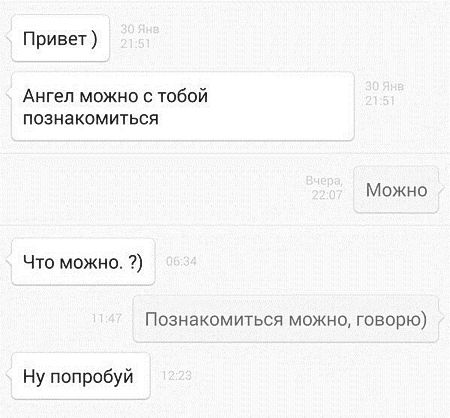 Привет )
30 Янв
21:51
Ангел можно с тобой
познакомиться
30 Янв
21:51
Вчера,
22:07
Можно
Что можно. ?)
06:34
11:47
Познакомиться можно, говорю)
Ну попробуй
12:23